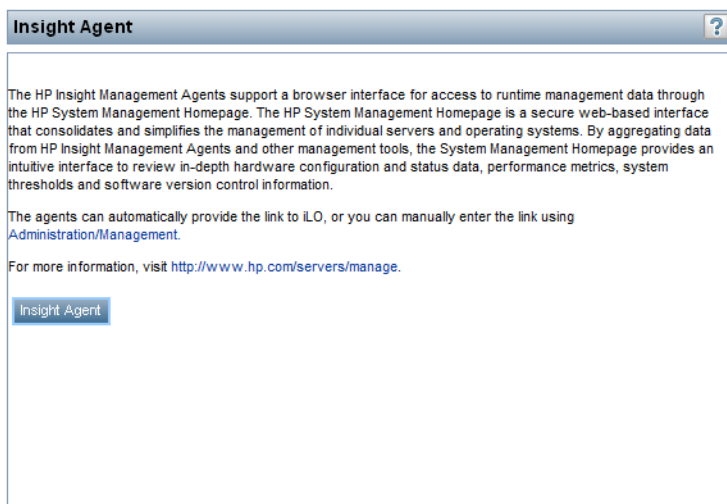 Insight Agent
?
The HP Insight Management Agents support a browser interface for access to runtime management data through
the HP System Management Homepage. The HP System Management Homepage is a secure web-based interface
that consolidates and simplifies the management of individual servers and operating systems. By aggregating data
from HP Insight Management Agents and other management tools, the System Management Homepage provides an
intuitive interface to review in-depth hardware configuration and status data, performance metrics, system
thresholds and software version control information.
The agents can automatically provide the link to iLO, or you can manually enter the link using
Administration/Management.
For more information, visit http://www.hp.com/servers/manage.
Insight Agent